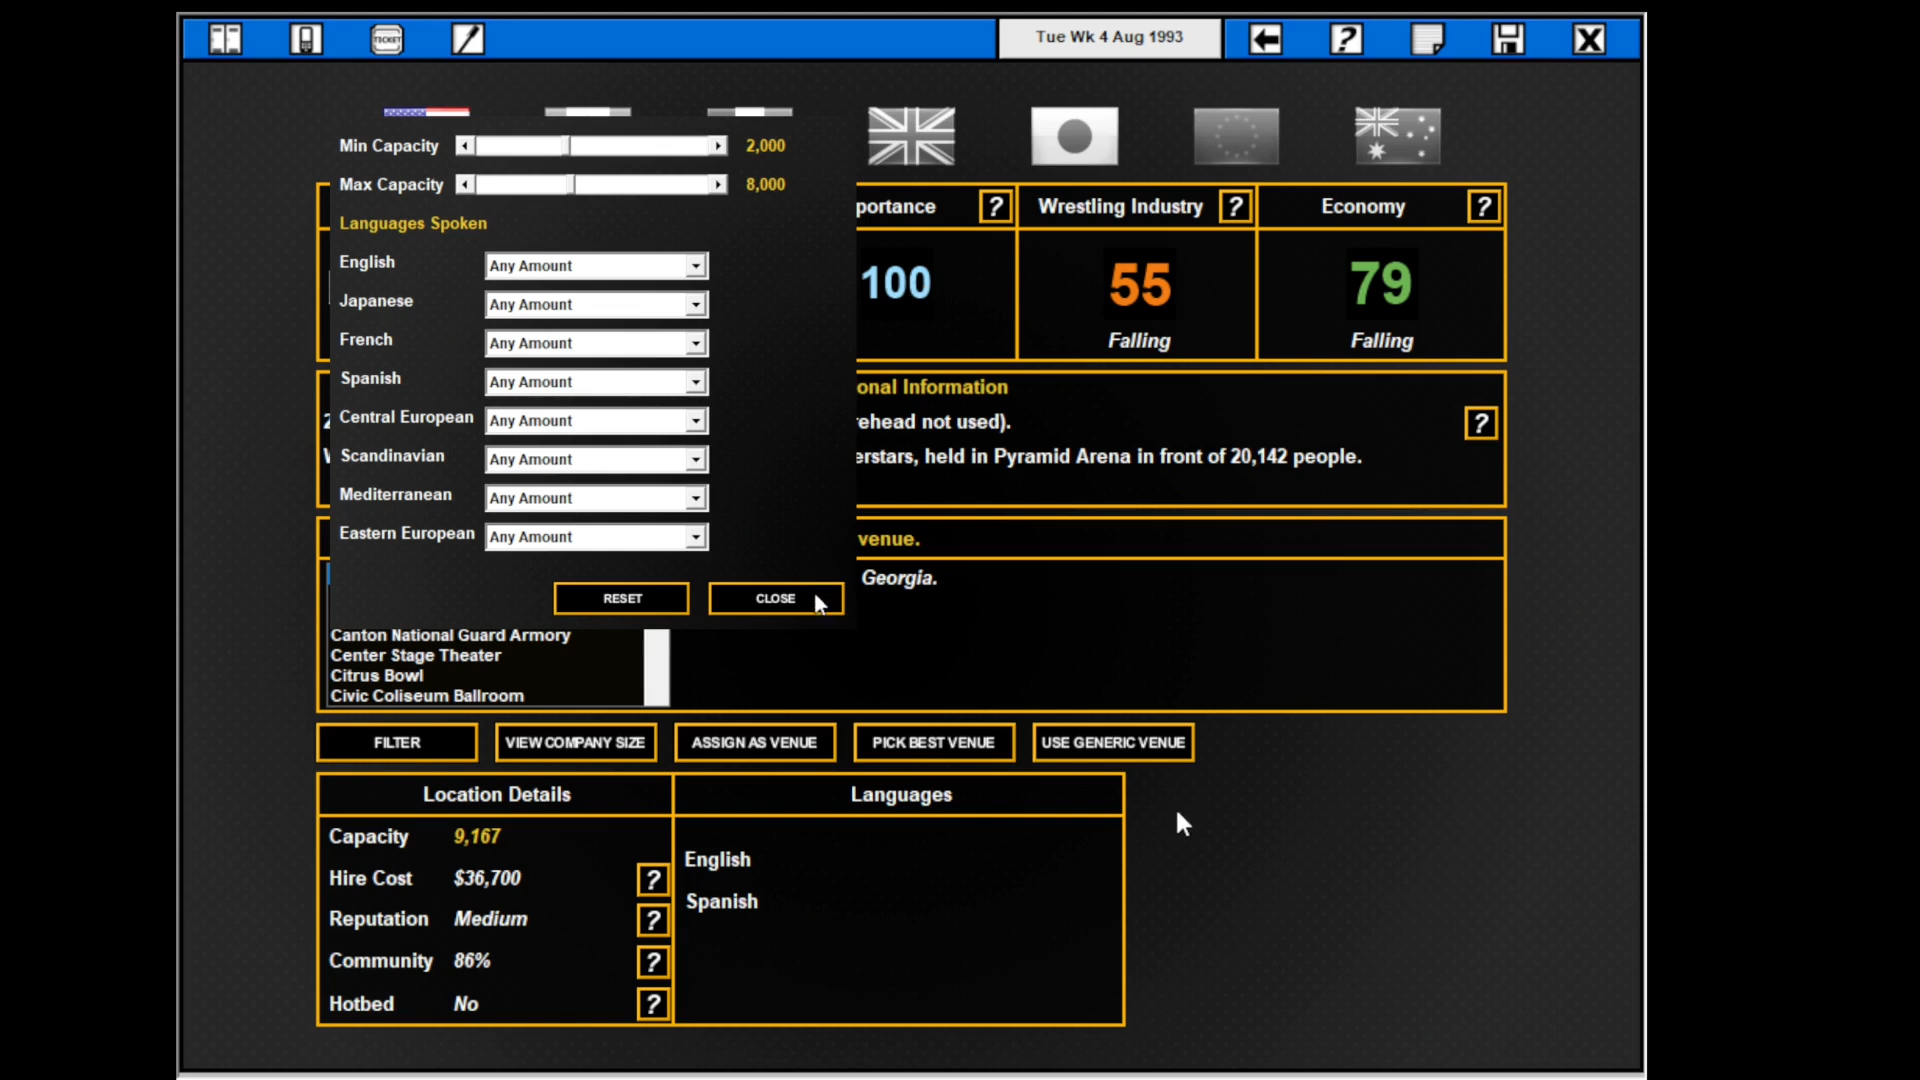 TICKET
Tue Wk 4 Aug 1993
?
Min Capacity 2,000
Max Capacity 8,000
Languages Spoken
English Any Amount
Japanese Any Amount
French Any Amount
Spanish Any Amount
Central European Any Amount
Scandinavian Any Amount
Mediterranean Any Amount
Eastern European Any Amount
RESET CLOSE
portance ? Wrestling Industry ? Economy ?
100 55 79
Falling Falling
onal Information
ehead not used). ?
erstars, held in Pyramid Arena in front of 20,142 people.
venue.
Georgia.
Canton National Guard Armory
Center Stage Theater
Citrus Bowl
Civic Coliseum Ballroom
FILTER VIEW COMPANY SIZE ASSIGN AS VENUE PICK BEST VENUE USE GENERIC VENUE
Location Details
Capacity 9,167
Hire Cost $36,700 ?
Reputation Medium ?
Community 86% ?
Hotbed No ?
Languages
English
Spanish